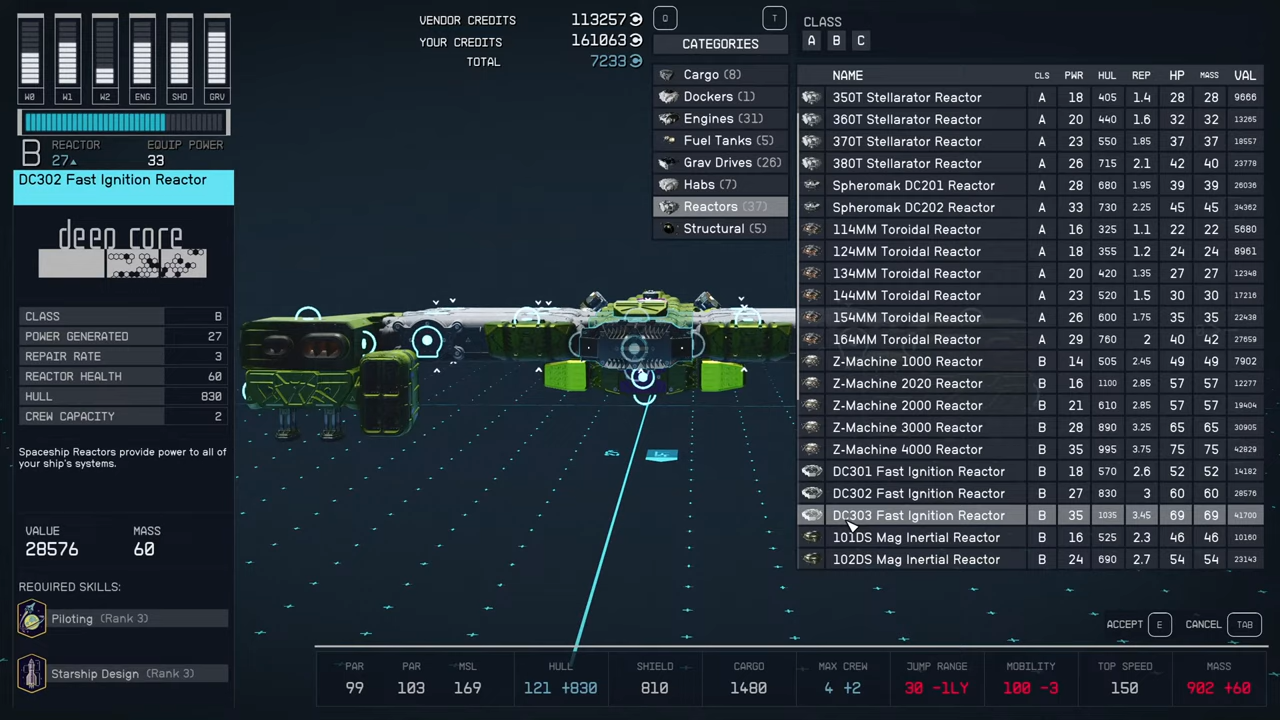 VENDOR CREDITS 113257
YOUR CREDITS 161063
TOTAL 7233
W0 W1 W2 ENG SHD GRV
B REACTOR EQUIP POWER
27 33
DC302 Fast Ignition Reactor
deep core
CLASS B
POWER GENERATED 27
REPAIR RATE 3
REACTOR HEALTH 60
HULL 830
CREW CAPACITY 2
Spaceship Reactors provide power to all of
your ship's systems.
VALUE MASS
28576 60
REQUIRED SKILLS:
Piloting (Rank 3)
Starship Design (Rank 3)
Q T
CATEGORIES
Cargo (8)
Dockers (1)
Engines (31)
Fuel Tanks (5)
Grav Drives (26)
Habs (7)
Reactors (37)
Structural (5)
CLASS
A B C
NAME CLS PWR HUL REP HP MASS VAL
350T Stellarator Reactor A 18 405 1.4 28 28 9666
360T Stellarator Reactor A 20 440 1.6 32 32 13265
370T Stellarator Reactor A 23 550 1.85 37 37 18557
380T Stellarator Reactor A 26 715 2.1 42 40 23778
Spheromak DC201 Reactor A 28 680 1.95 39 39 26036
Spheromak DC202 Reactor A 33 730 2.25 45 45 34362
114MM Toroidal Reactor A 16 325 1.1 22 22 5680
124MM Toroidal Reactor A 18 355 1.2 24 24 8961
134MM Toroidal Reactor A 20 420 1.35 27 27 12348
144MM Toroidal Reactor A 23 520 1.5 30 30 17216
154MM Toroidal Reactor A 26 600 1.75 35 35 22438
164MM Toroidal Reactor A 29 760 2 42 40 27659
Z-Machine 1000 Reactor B 14 505 2.45 49 49 7902
Z-Machine 2020 Reactor B 16 1100 2.85 57 57 12277
Z-Machine 2000 Reactor B 21 610 2.85 57 57 19404
Z-Machine 3000 Reactor B 28 890 3.25 65 65 30905
Z-Machine 4000 Reactor B 35 995 3.75 75 75 42829
DC301 Fast Ignition Reactor B 18 570 2.6 52 52 14182
DC302 Fast Ignition Reactor B 27 830 3 60 60 28576
DC303 Fast Ignition Reactor B 35 1035 3.45 69 69 41700
101DS Mag Inertial Reactor B 16 525 2.3 46 46 10160
102DS Mag Inertial Reactor B 24 690 2.7 54 54 23143
ACCEPT E CANCEL TAB
PAR PAR MSL HULL SHIELD CARGO MAX CREW JUMP RANGE MOBILITY TOP SPEED MASS
99 103 169 121 +830 810 1480 4 +2 30 -1LY 100 -3 150 902 +60